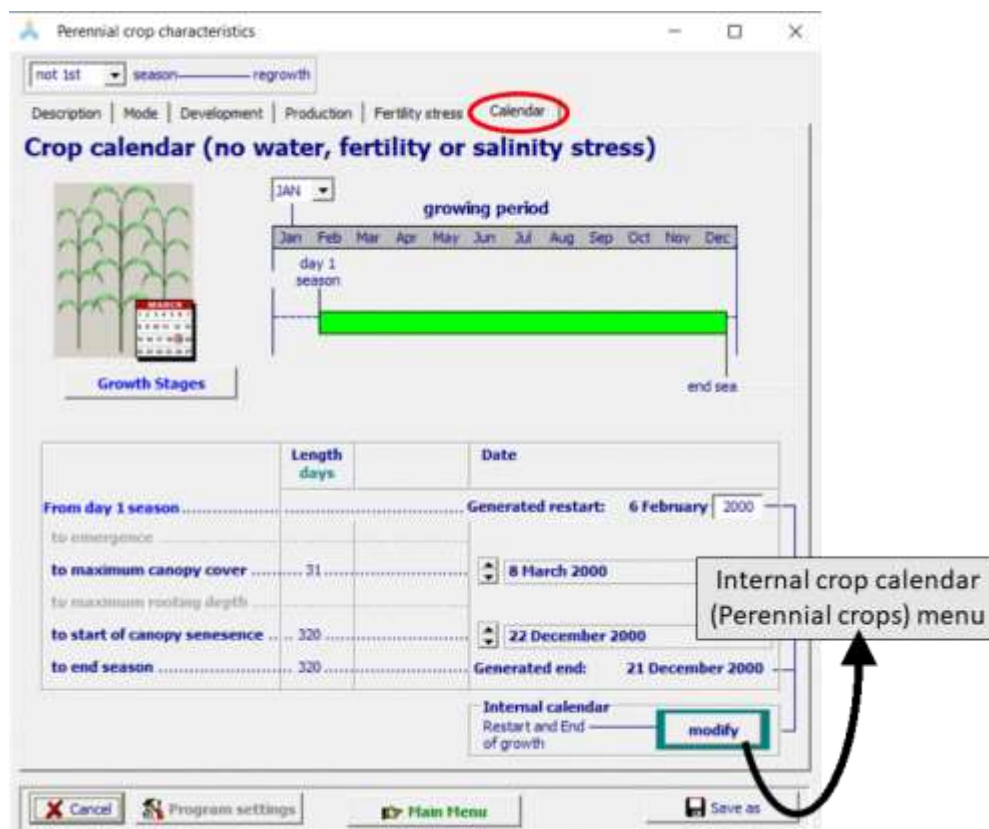 Perennial crop characteristics
not 1st season regrowth
Description Mode Development Production Fertility stress Calendar
Crop calendar (no water, fertility or salinity stress)
JAN
growing period
Jan Feb Mar Apr May Jun Jul Aug Sep Oct Nov Dec
day 1
season
MARCH
Growth Stages
end sea
Length
days
Date
From day 1 season Generated restart: 6 February 2000
to emergence
to maximum canopy cover 31 8 March 2000
to maximum rooting depth
to start of canopy senesence 320 22 December 2000
to end season 320 Generated end: 21 December 2000
Internal calendar
Restart and End
of growth
modify
Internal crop calendar
(Perennial crops) menu
Cancel Program settings Main Menu Save as